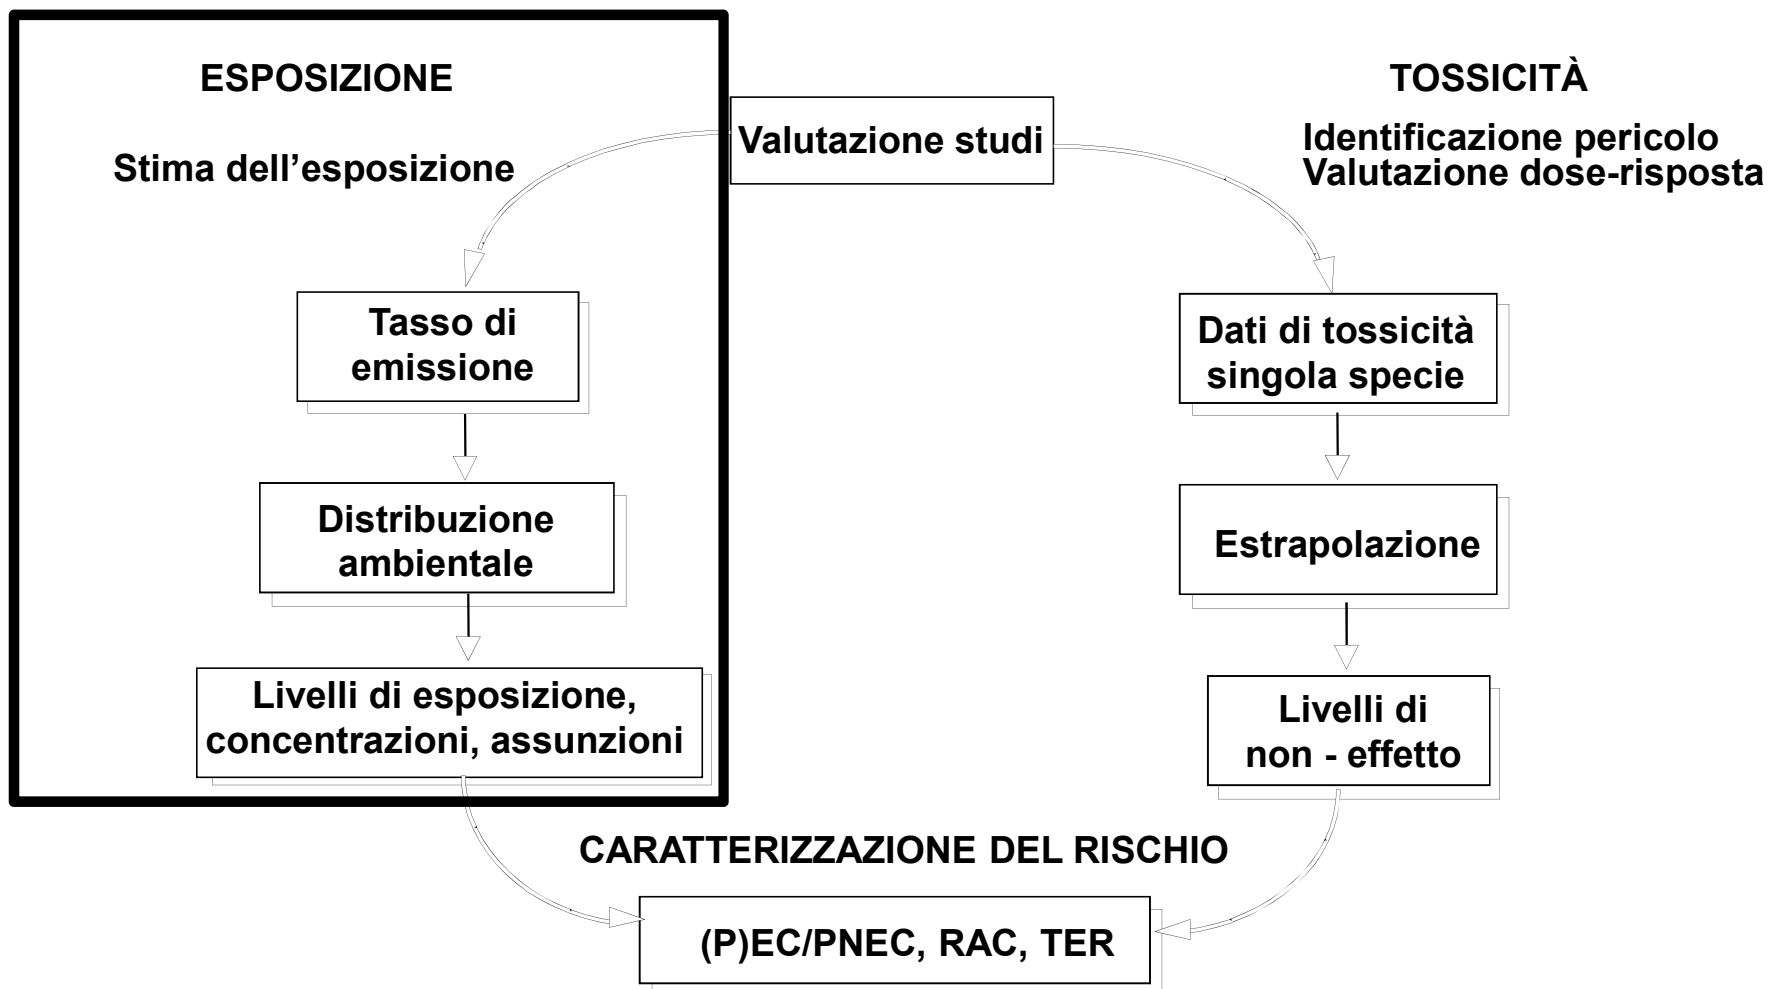 ESPOSIZIONE
TOSSICITÀ
Valutazione studi
Stima dell’esposizione
Identificazione pericolo
Valutazione dose-risposta
Tasso di
emissione
Dati di tossicità
singola specie
Distribuzione
ambientale
Estrapolazione
Livelli di esposizione,
concentrazioni, assunzioni
Livelli di
non - effetto
CARATTERIZZAZIONE DEL RISCHIO
(P)EC/PNEC, RAC, TER